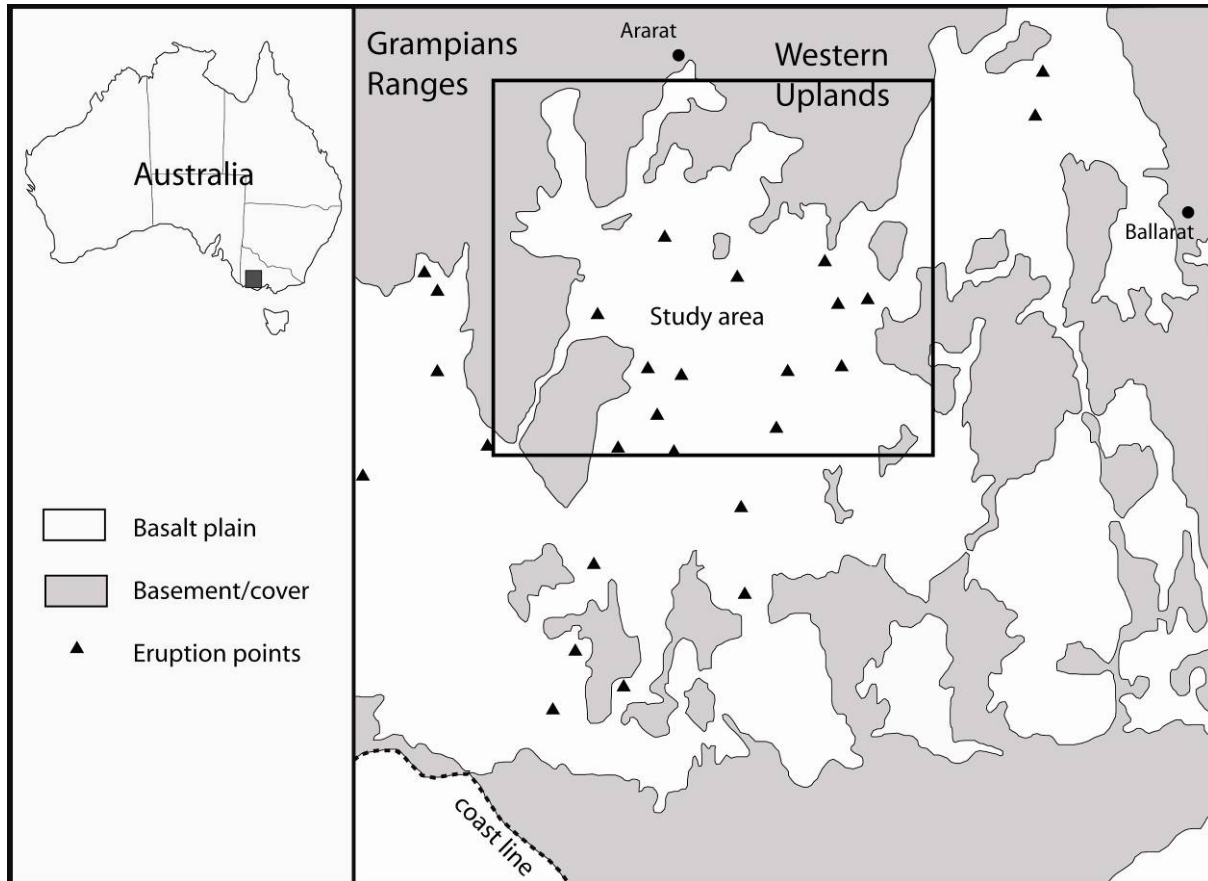 Australia
Basalt plain
Basement/cover
Eruption points
Grampians
Ranges
Ararat
Western
Uplands
Ballarat
Study area
coast line